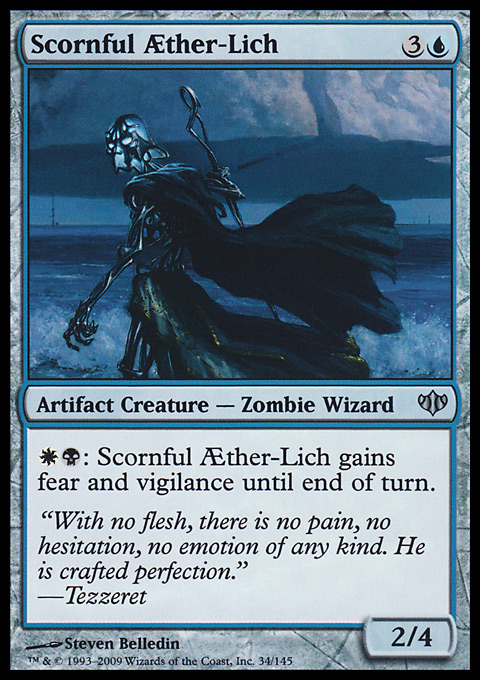 Scornful Æther-Lich 3
Artifact Creature — Zombie Wizard
: Scornful Æther-Lich gains
fear and vigilance until end of turn.
“With no flesh, there is no pain, no
hesitation, no emotion of any kind. He
is crafted perfection.”
—Tezzeret
Steven Belledin
2/4
™ & © 1993–2009 Wizards of the Coast, Inc. 34/145